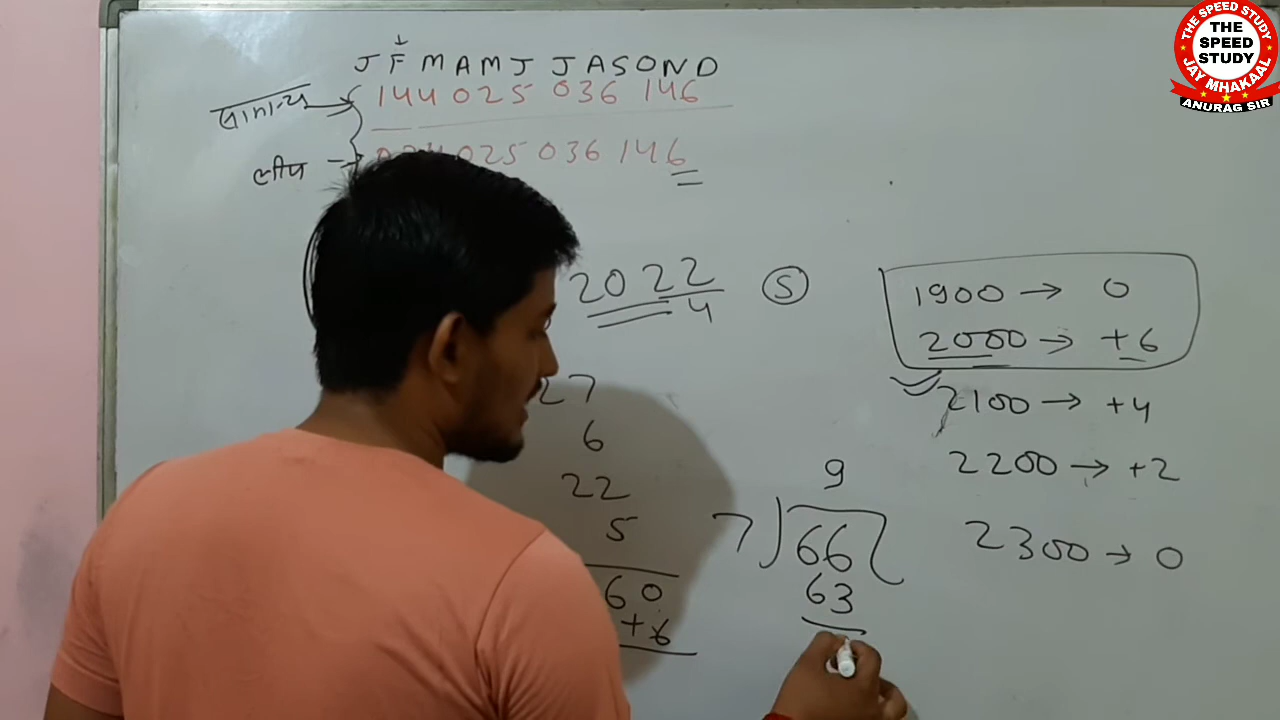 J F M A M J J A S O N D
सामान्य → 144 025 036 146
लीप → 025 036 146
2022
4
5
27
6
22
5
60
+6
9
7) 66 (
63
1900 → 0
2000 → +6
2100 → +4
2200 → +2
2300 → 0
THE SPEED STUDY
THE
SPEED
STUDY
JAY MHAKAAL
ANURAG SIR